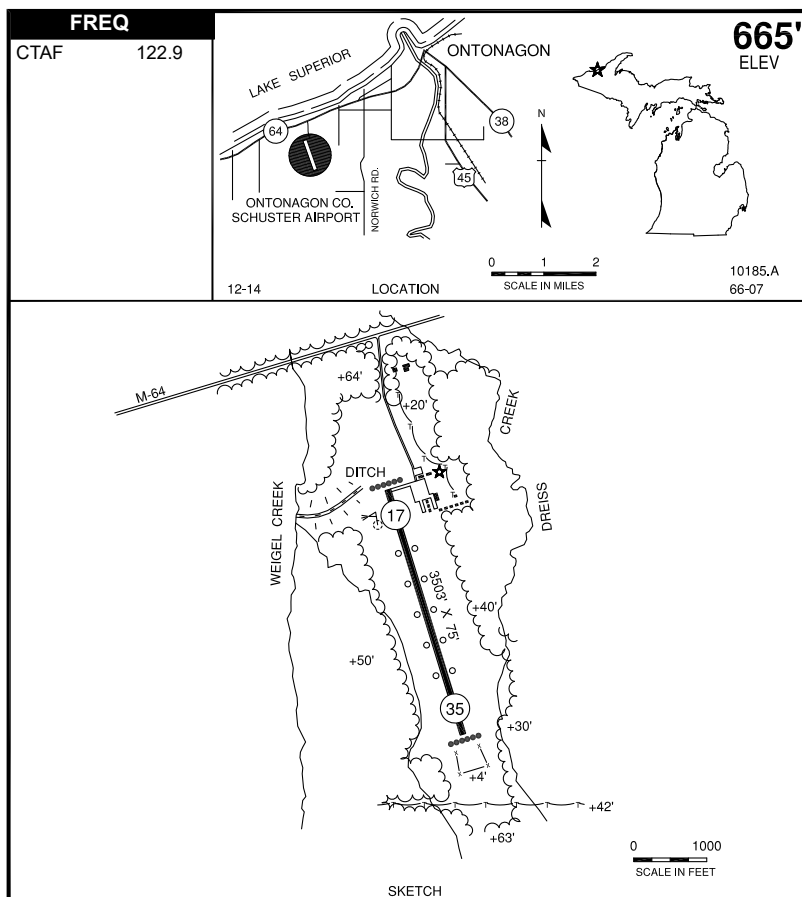 FREQ
CTAF 122.9
LAKE SUPERIOR
ONTONAGON
64
38
45
NORWICH RD.
ONTONAGON CO.
SCHUSTER AIRPORT
N
665'
ELEV
0 1 2
SCALE IN MILES
12-14
LOCATION
10185.A
66-07
M-64
+64'
+20'
CREEK
DREISS
DITCH
WEIGEL CREEK
17
3503' X 75'
+40'
+50'
35
+30'
+4'
+42'
+63'
0 1000
SCALE IN FEET
SKETCH